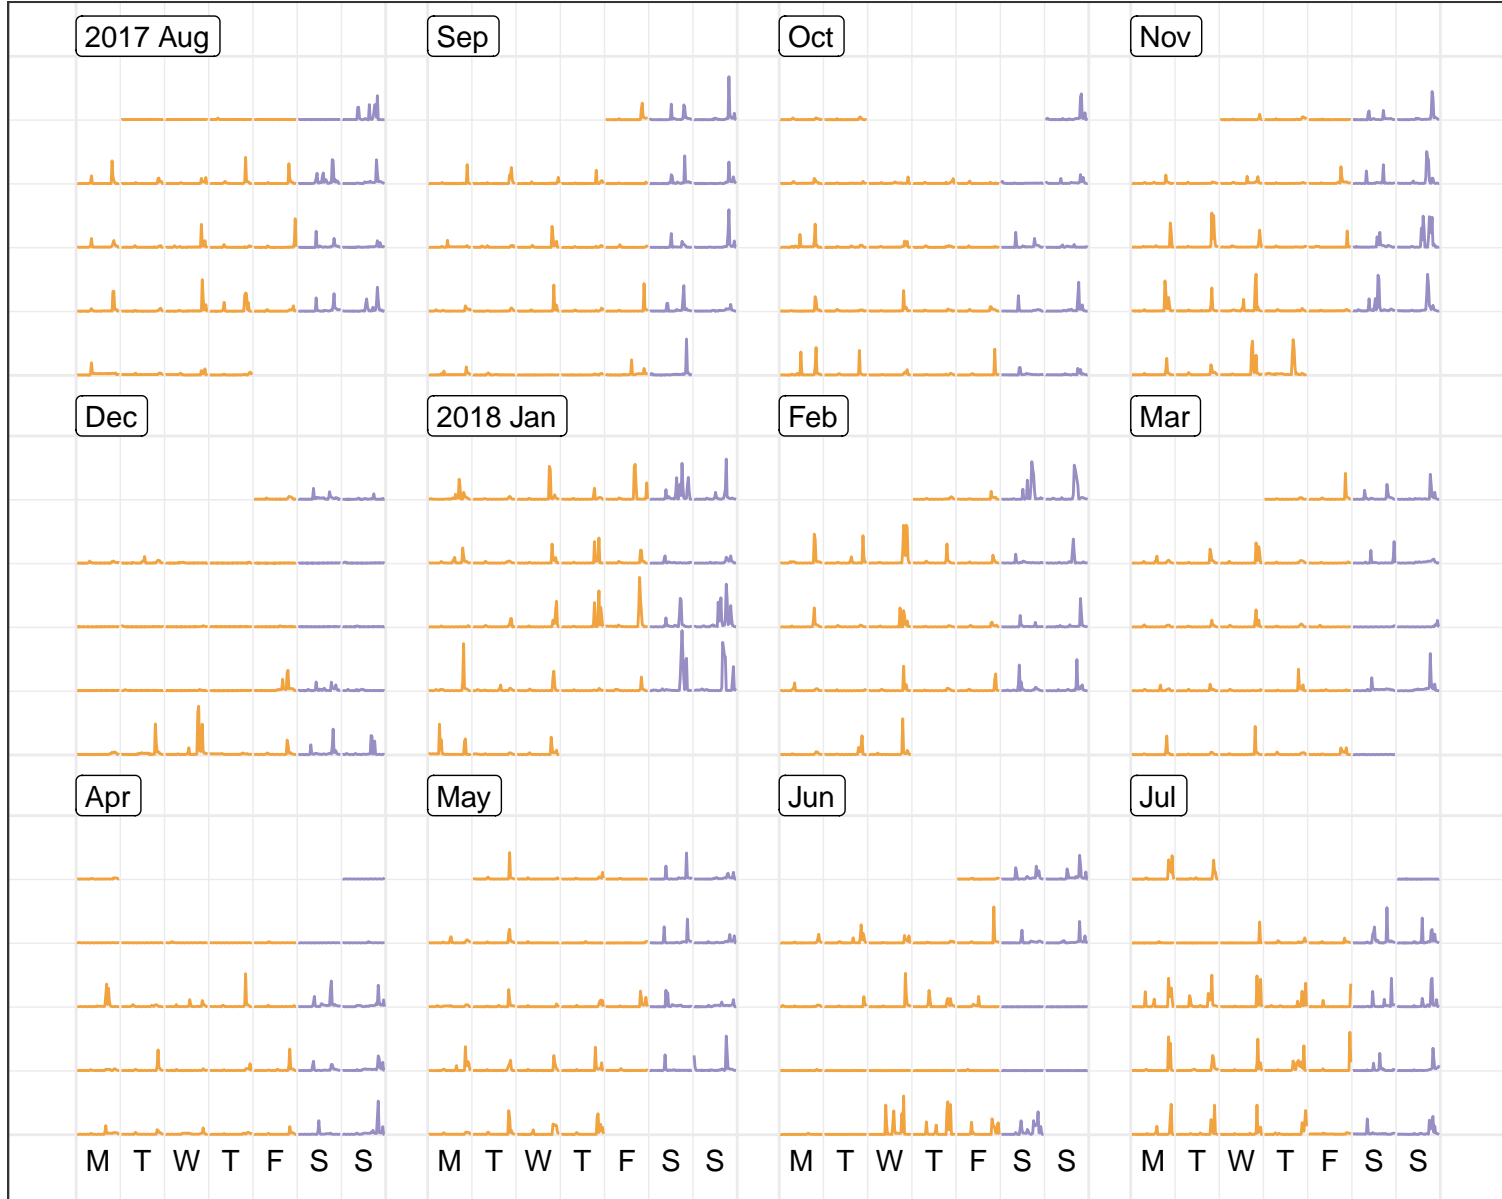 2017 Aug Sep Oct Nov
Dec 2018 Jan Feb Mar
Apr May Jun Jul
M T W T F S S M T W T F S S M T W T F S S M T W T F S S